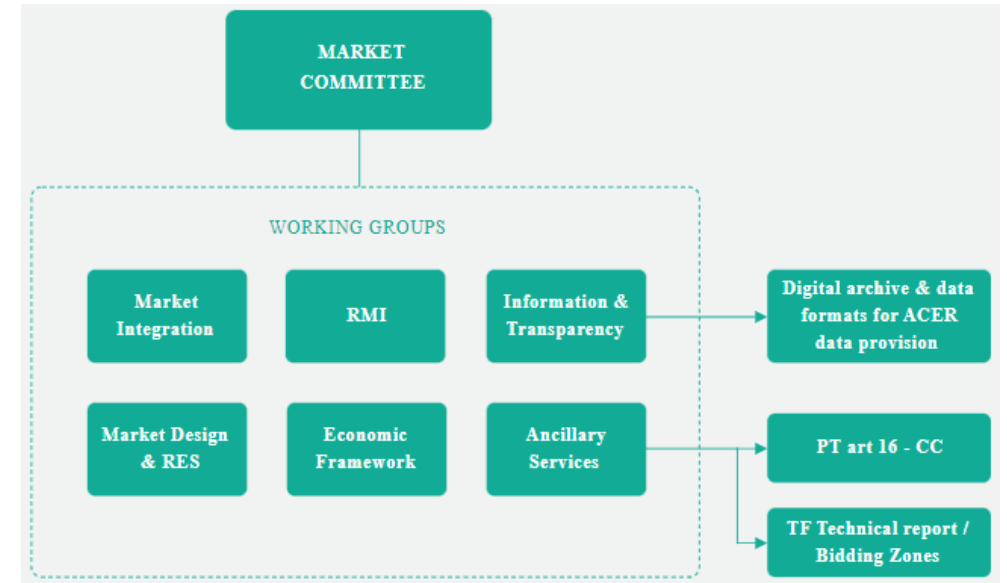 MARKET
COMMITTEE
WORKING GROUPS
Market
Integration
RMI
Information &
Transparency
Digital archive & data
formats for ACER
data provision
Market Design
& RES
Economic
Framework
Ancillary
Services
PT art 16 - CC
TF Technical report /
Bidding Zones